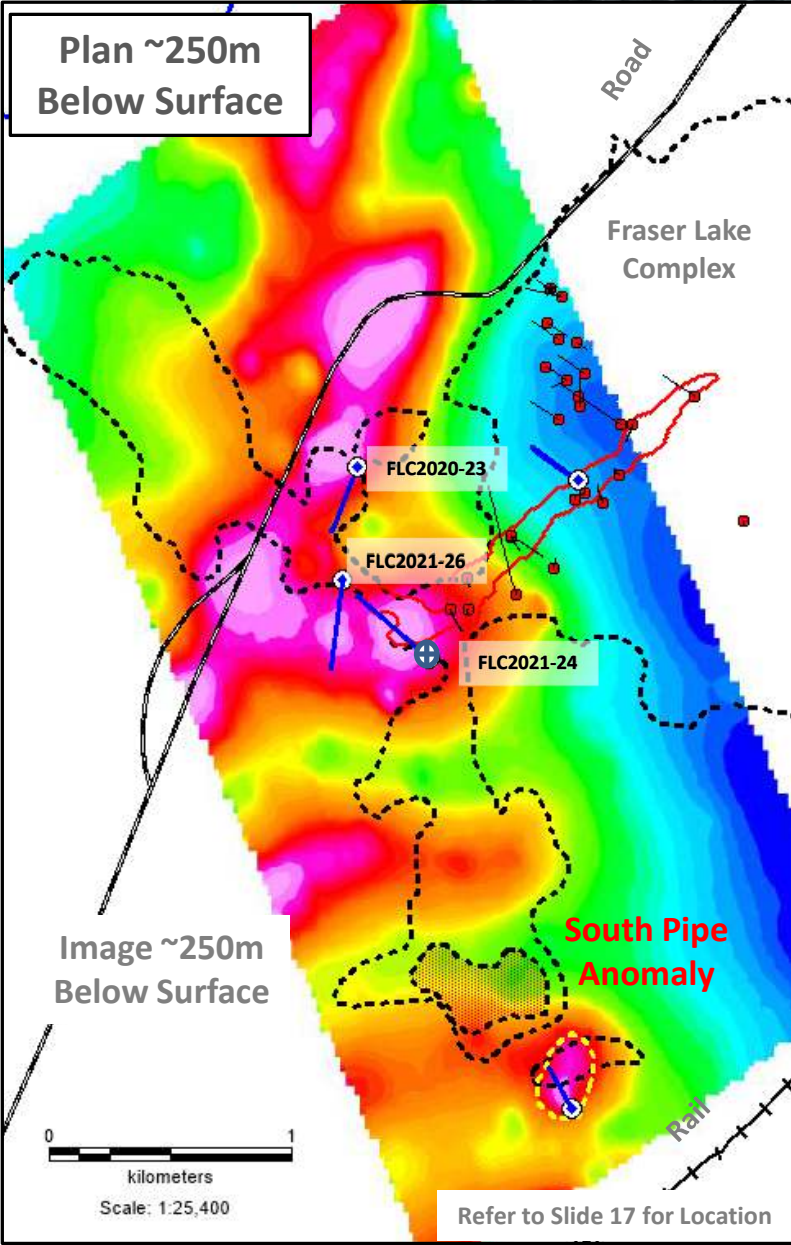 Plan ~250m
Below Surface
Road
Fraser Lake
Complex
FLC2020-23
FLC2021-26
FLC2021-24
South Pipe
Anomaly
Image ~250m
Below Surface
Rail
0 1
kilometers
Scale: 1:25,400
Refer to Slide 17 for Location